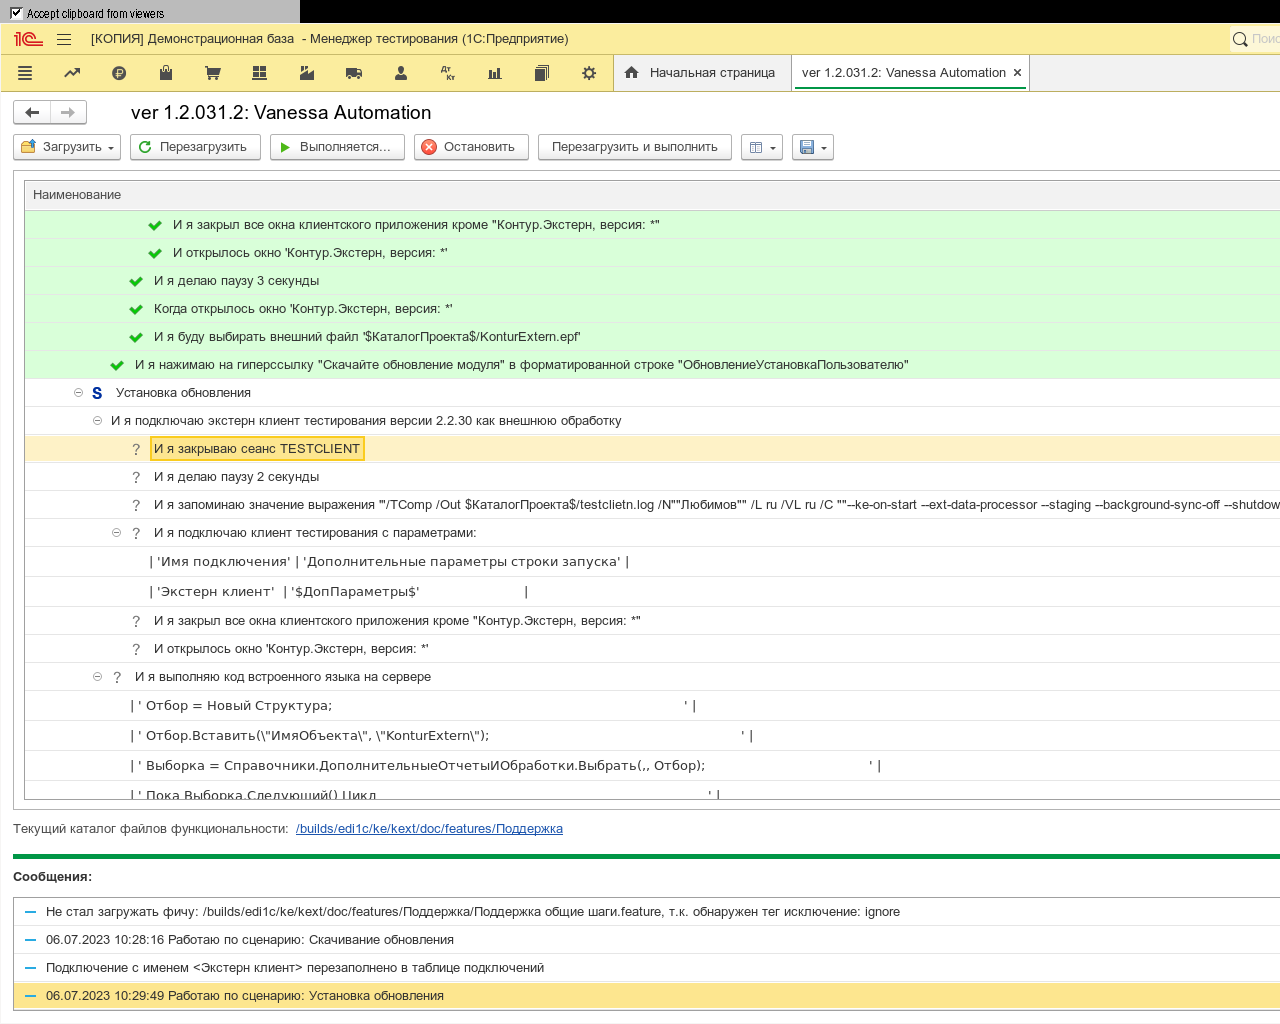 Accept clipboard from viewers
[КОПИЯ] Демонстрационная база - Менеджер тестирования (1С:Предприятие)
Поис
Начальная страница
ver 1.2.031.2: Vanessa Automation
ver 1.2.031.2: Vanessa Automation
Загрузить
Перезагрузить
Выполняется...
Остановить
Перезагрузить и выполнить
Наименование
И я закрыл все окна клиентского приложения кроме "Контур.Экстерн, версия: *"
И открылось окно 'Контур.Экстерн, версия: *'
И я делаю паузу 3 секунды
Когда открылось окно 'Контур.Экстерн, версия: *'
И я буду выбирать внешний файл '$КаталогПроекта$/KonturExtern.epf'
И я нажимаю на гиперссылку "Скачайте обновление модуля" в форматированной строке "ОбновлениеУстановкаПользователю"
S Установка обновления
И я подключаю экстерн клиент тестирования версии 2.2.30 как внешнюю обработку
? И я закрываю сеанс TESTCLIENT
? И я делаю паузу 2 секунды
? И я запоминаю значение выражения '"/TComp /Out $КаталогПроекта$/testclietn.log /N""Любимов"" /L ru /VL ru /C ""--ke-on-start --ext-data-processor --staging --background-sync-off --shutdow
? И я подключаю клиент тестирования с параметрами:
| 'Имя подключения' | 'Дополнительные параметры строки запуска' |
| 'Экстерн клиент' | '$ДопПараметры$' |
? И я закрыл все окна клиентского приложения кроме "Контур.Экстерн, версия: *"
? И открылось окно 'Контур.Экстерн, версия: *'
? И я выполняю код встроенного языка на сервере
| ' Отбор = Новый Структура; ' |
| ' Отбор.Вставить(\"ИмяОбъекта\", \"KonturExtern\"); ' |
| ' Выборка = Справочники.ДополнительныеОтчетыИОбработки.Выбрать(,, Отбор); ' |
| ' Пока Выборка.Следующий() Цикл ' |
Текущий каталог файлов функциональности: /builds/edi1c/ke/kext/doc/features/Поддержка
Сообщения:
Не стал загружать фичу: /builds/edi1c/ke/kext/doc/features/Поддержка/Поддержка общие шаги.feature, т.к. обнаружен тег исключение: ignore
06.07.2023 10:28:16 Работаю по сценарию: Скачивание обновления
Подключение с именем <Экстерн клиент> перезаполнено в таблице подключений
06.07.2023 10:29:49 Работаю по сценарию: Установка обновления